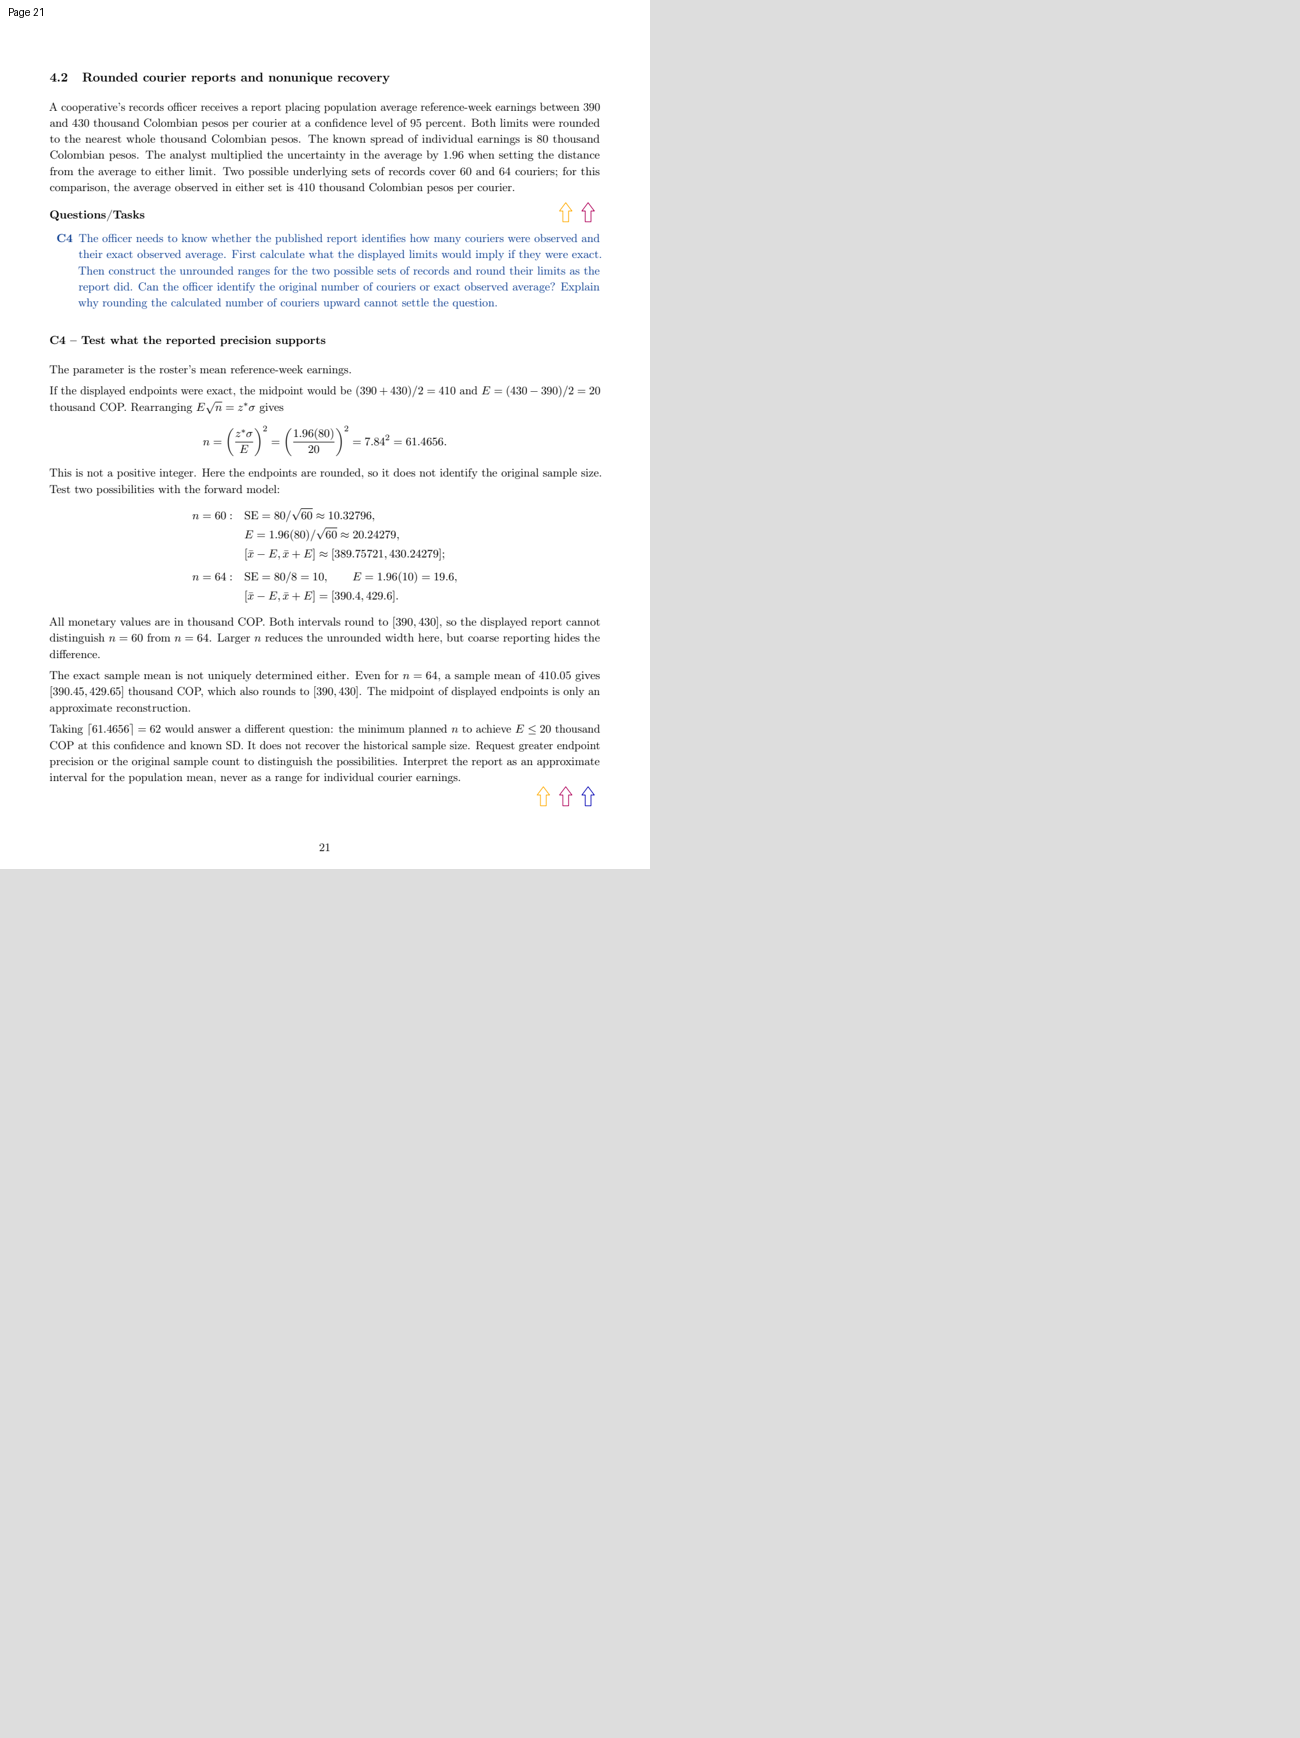 Page 21
4.2 Rounded courier reports and nonunique recovery
A cooperative's records officer receives a report placing population average reference-week earnings between 390
and 430 thousand Colombian pesos per courier at a confidence level of 95 percent. Both limits were rounded
to the nearest whole thousand Colombian pesos. The known spread of individual earnings is 80 thousand
Colombian pesos. The analyst multiplied the uncertainty in the average by 1.96 when setting the distance
from the average to either limit. Two possible underlying sets of records cover 60 and 64 couriers; for this
comparison, the average observed in either set is 410 thousand Colombian pesos per courier.
Questions/Tasks
C4 The officer needs to know whether the published report identifies how many couriers were observed and
their exact observed average. First calculate what the displayed limits would imply if they were exact.
Then construct the unrounded ranges for the two possible sets of records and round their limits as the
report did. Can the officer identify the original number of couriers or exact observed average? Explain
why rounding the calculated number of couriers upward cannot settle the question.
C4 – Test what the reported precision supports
The parameter is the roster's mean reference-week earnings.
If the displayed endpoints were exact, the midpoint would be (390 + 430)/2 = 410 and E = (430 − 390)/2 = 20
thousand COP. Rearranging E√n = z*σ gives
n = (z*σ/E)² = (1.96(80)/20)² = 7.84² = 61.4656.
This is not a positive integer. Here the endpoints are rounded, so it does not identify the original sample size.
Test two possibilities with the forward model:
n = 60 : SE = 80/√60 ≈ 10.32796,
E = 1.96(80)/√60 ≈ 20.24279,
[x̄ − E, x̄ + E] ≈ [389.75721, 430.24279];
n = 64 : SE = 80/8 = 10, E = 1.96(10) = 19.6,
[x̄ − E, x̄ + E] = [390.4, 429.6].
All monetary values are in thousand COP. Both intervals round to [390, 430], so the displayed report cannot
distinguish n = 60 from n = 64. Larger n reduces the unrounded width here, but coarse reporting hides the
difference.
The exact sample mean is not uniquely determined either. Even for n = 64, a sample mean of 410.05 gives
[390.45, 429.65] thousand COP, which also rounds to [390, 430]. The midpoint of displayed endpoints is only an
approximate reconstruction.
Taking ⌈61.4656⌉ = 62 would answer a different question: the minimum planned n to achieve E ≤ 20 thousand
COP at this confidence and known SD. It does not recover the historical sample size. Request greater endpoint
precision or the original sample count to distinguish the possibilities. Interpret the report as an approximate
interval for the population mean, never as a range for individual courier earnings.
21